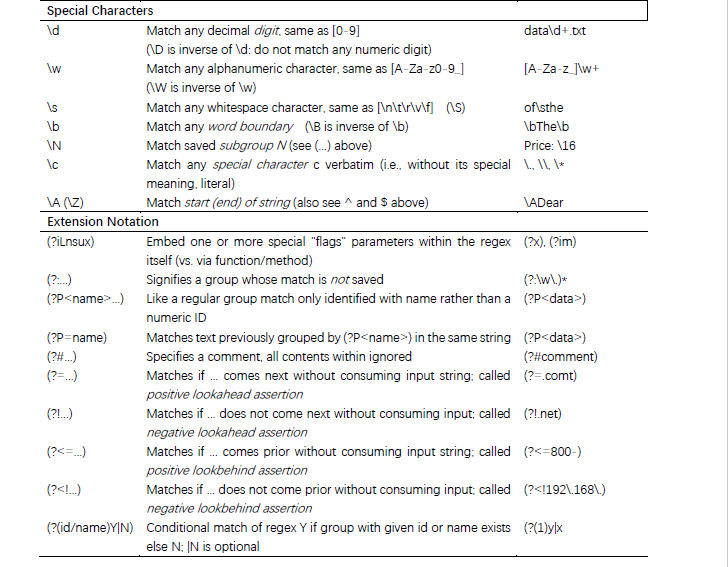 Special Characters
\d Match any decimal digit, same as [0-9] data\d+.txt
(\D is inverse of \d: do not match any numeric digit)
\w Match any alphanumeric character, same as [A-Za-z0-9_] [A-Za-z_]\w+
(\W is inverse of \w)
\s Match any whitespace character, same as [\n\t\r\v\f] (\S) of\sthe
\b Match any word boundary (\B is inverse of \b) \bThe\b
\N Match saved subgroup N (see (...) above) Price: \16
\c Match any special character c verbatim (i.e., without its special \., \\, \*
meaning, literal)
\A (\Z) Match start (end) of string (also see ^ and $ above) \ADear
Extension Notation
(?iLnsux) Embed one or more special "flags" parameters within the regex (?x), (?im)
itself (vs. via function/method)
(?:...) Signifies a group whose match is not saved (?:\w\.)*
(?P<name>...) Like a regular group match only identified with name rather than a (?P<data>)
numeric ID
(?P=name) Matches text previously grouped by (?P<name>) in the same string (?P<data>)
(?#...) Specifies a comment, all contents within ignored (?#comment)
(?=...) Matches if ... comes next without consuming input string; called (?=.comt)
positive lookahead assertion
(?!...) Matches if ... does not come next without consuming input; called (?!.net)
negative lookahead assertion
(?<=...) Matches if ... comes prior without consuming input string; called (?<=800-)
positive lookbehind assertion
(?<!...) Matches if ... does not come prior without consuming input; called (?<!192\.168\.)
negative lookbehind assertion
(?(id/name)Y|N) Conditional match of regex Y if group with given id or name exists (?(1)y|x
else N; |N is optional